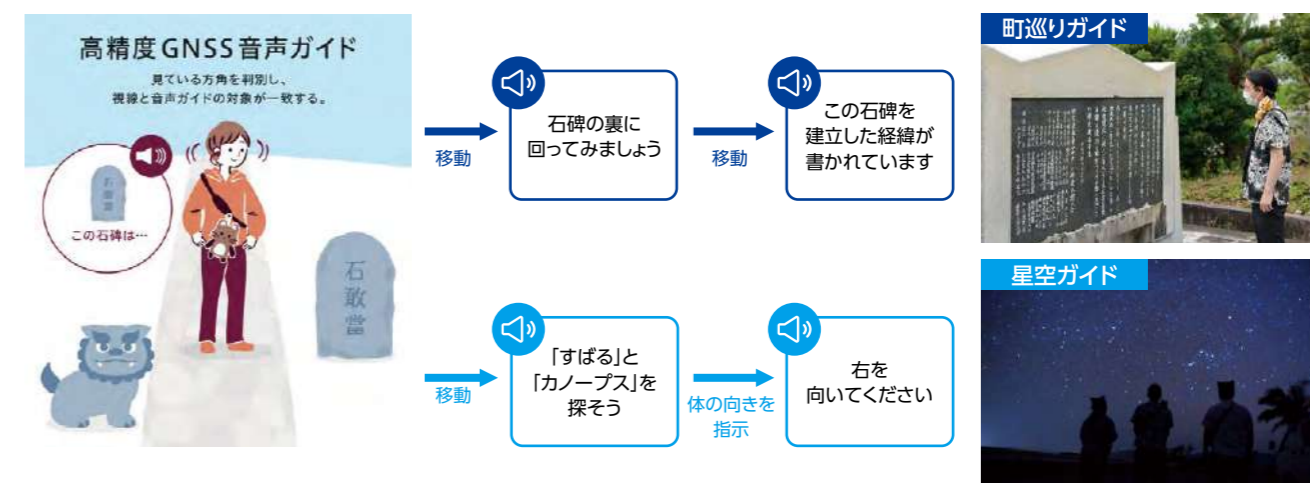 高精度GNSS音声ガイド
見ている方角を判別し、
視線と音声ガイドの対象が一致する。
石敢當
この石碑は…
石敢當
移動
石碑の裏に
回ってみましょう
移動
この石碑を
建立した経緯が
書かれています
町巡りガイド
移動
「すばる」と
「カノープス」を
探そう
体の向きを
指示
右を
向いてください
星空ガイド